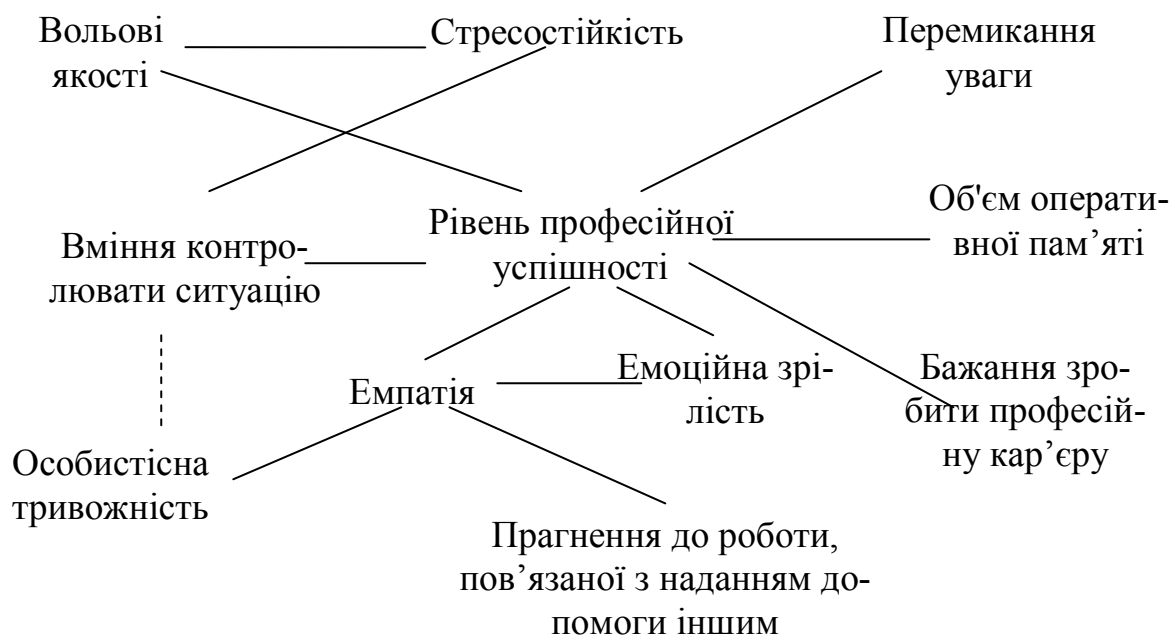 Вольові
якості
Стресостійкість
Перемикання
уваги
Рівень професійної
успішності
Об'єм операти-
вної пам’яті
Вміння контро-
лювати ситуацію
Емпатія
Емоційна зрі-
лість
Бажання зро-
бити професій-
ну кар’єру
Особистісна
тривожність
Прагнення до роботи,
пов’язаної з наданням до-
помоги іншим